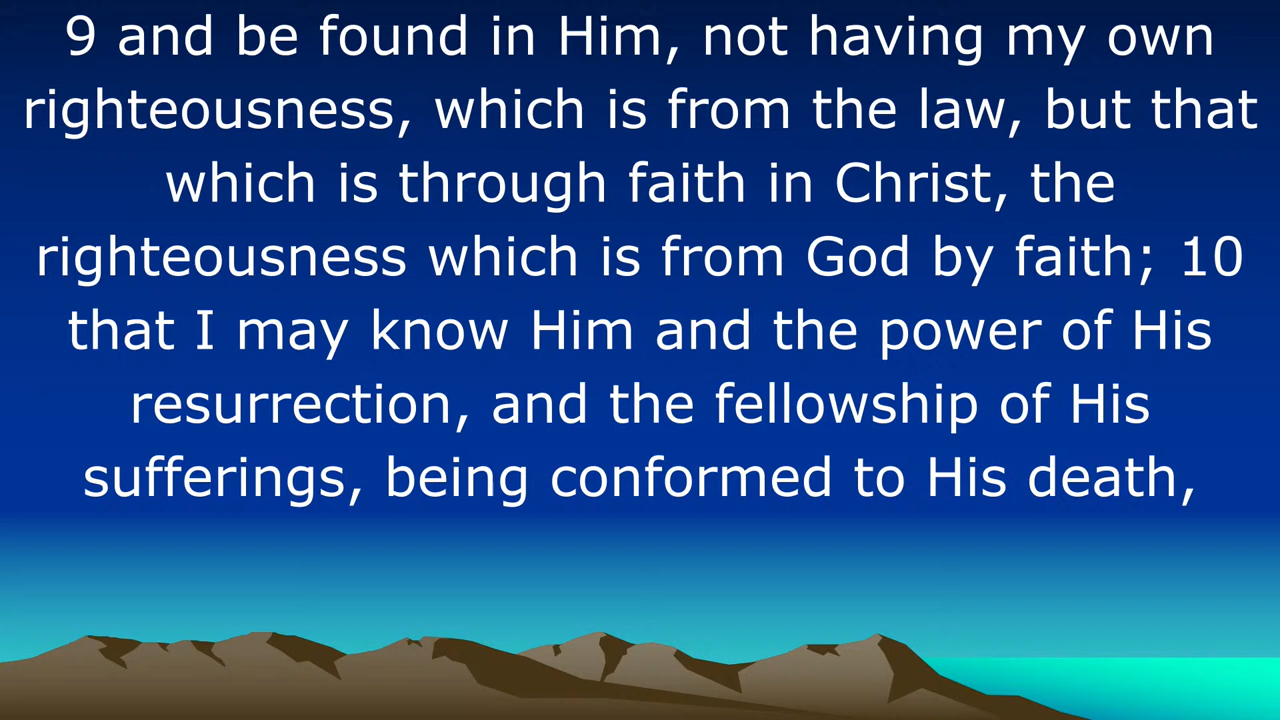 9 and be found in Him, not having my own
righteousness, which is from the law, but that
which is through faith in Christ, the
righteousness which is from God by faith; 10
that I may know Him and the power of His
resurrection, and the fellowship of His
sufferings, being conformed to His death,